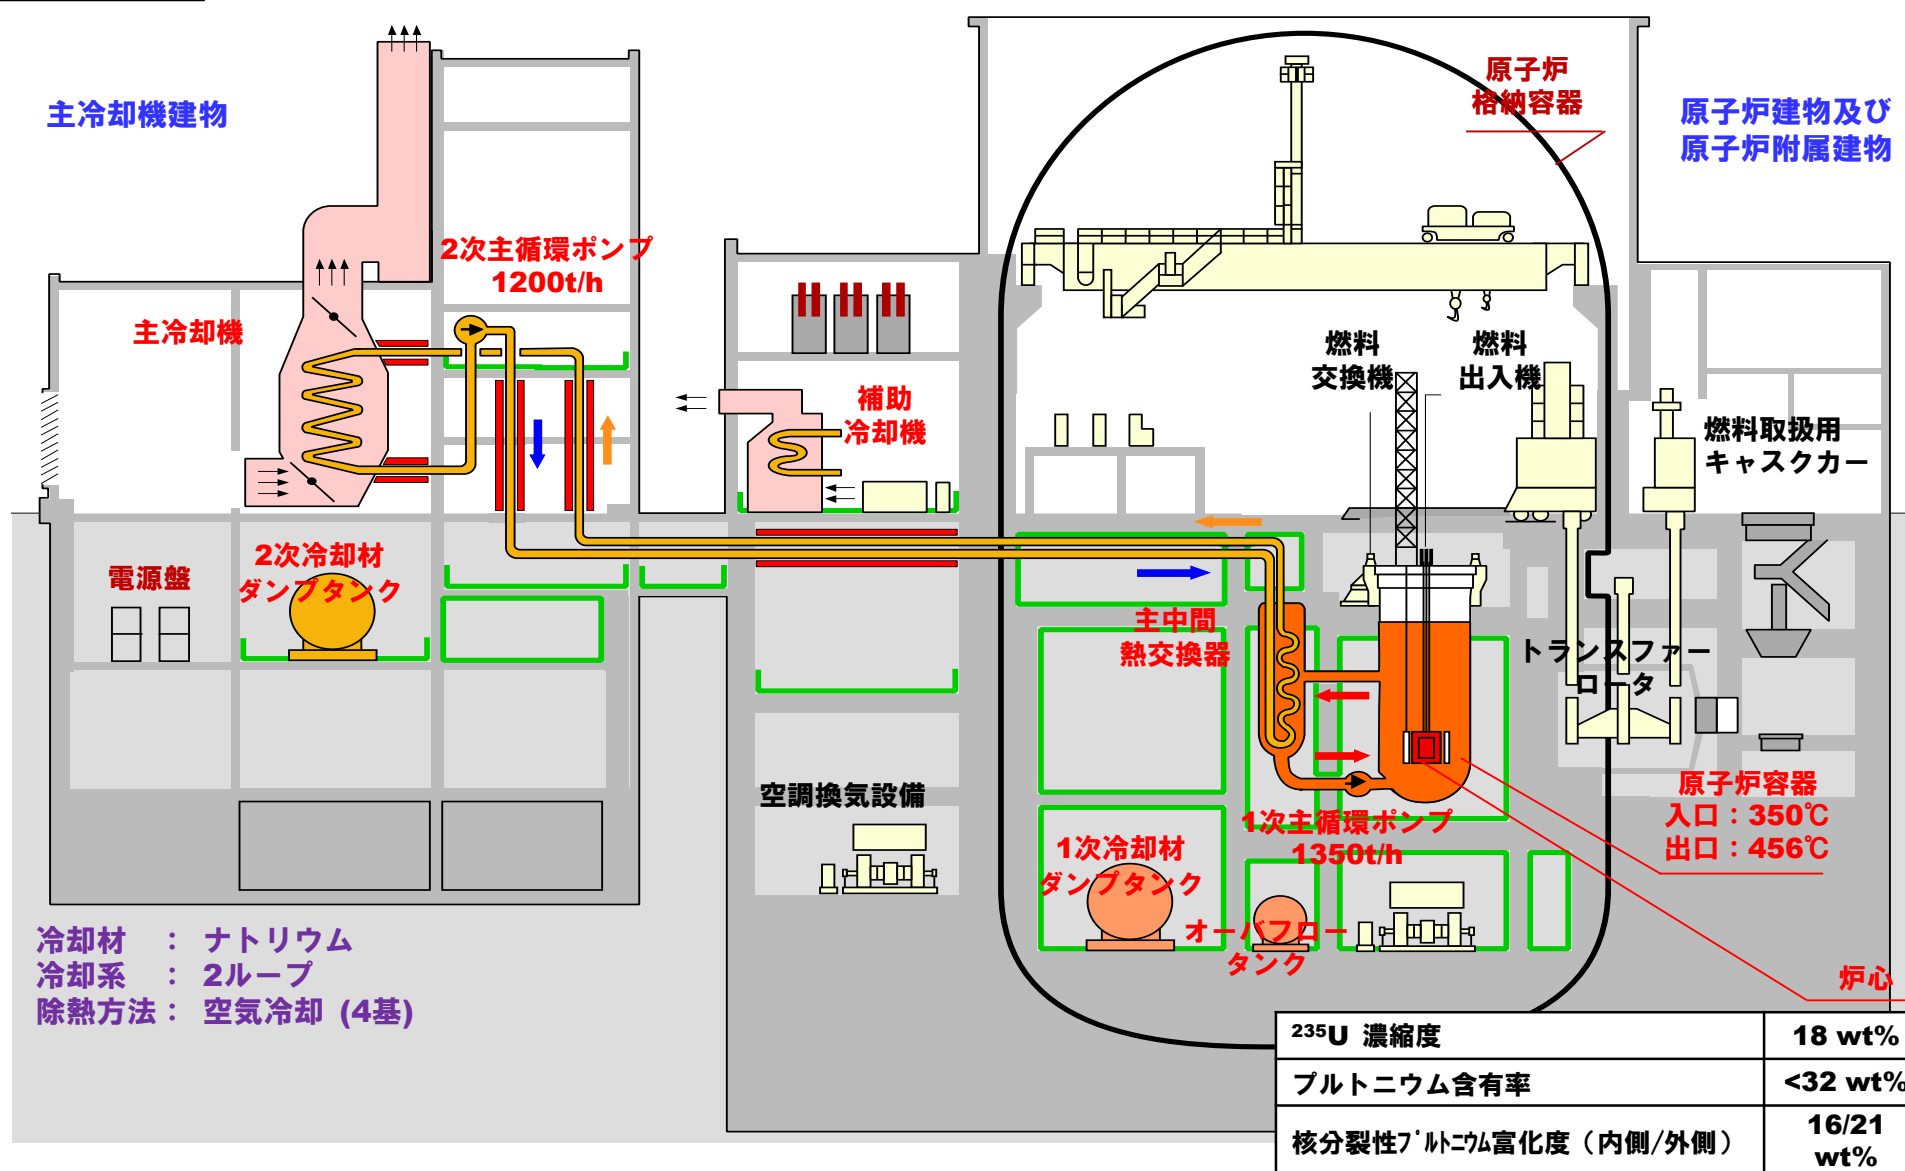 主冷却機建物
原子炉
格納容器
原子炉建物及び
原子炉附属建物
2次主循環ポンプ
1200t/h
主冷却機
燃料
交換機
燃料
出入機
補助
冷却機
燃料取扱用
キャスクカー
2次冷却材
ダンプタンク
電源盤
主中間
熱交換器
トランスファー
ロータ
空調換気設備
原子炉容器
入口：350℃
出口：456℃
1次主循環ポンプ
1350t/h
1次冷却材
ダンプタンク
オーバフロー
タンク
炉心
冷却材 ： ナトリウム
冷却系 ： 2ループ
除熱方法： 空気冷却 (4基)
²³⁵U 濃縮度 18 wt%
プルトニウム含有率 <32 wt%
核分裂性プルトニウム富化度（内側/外側） 16/21
wt%